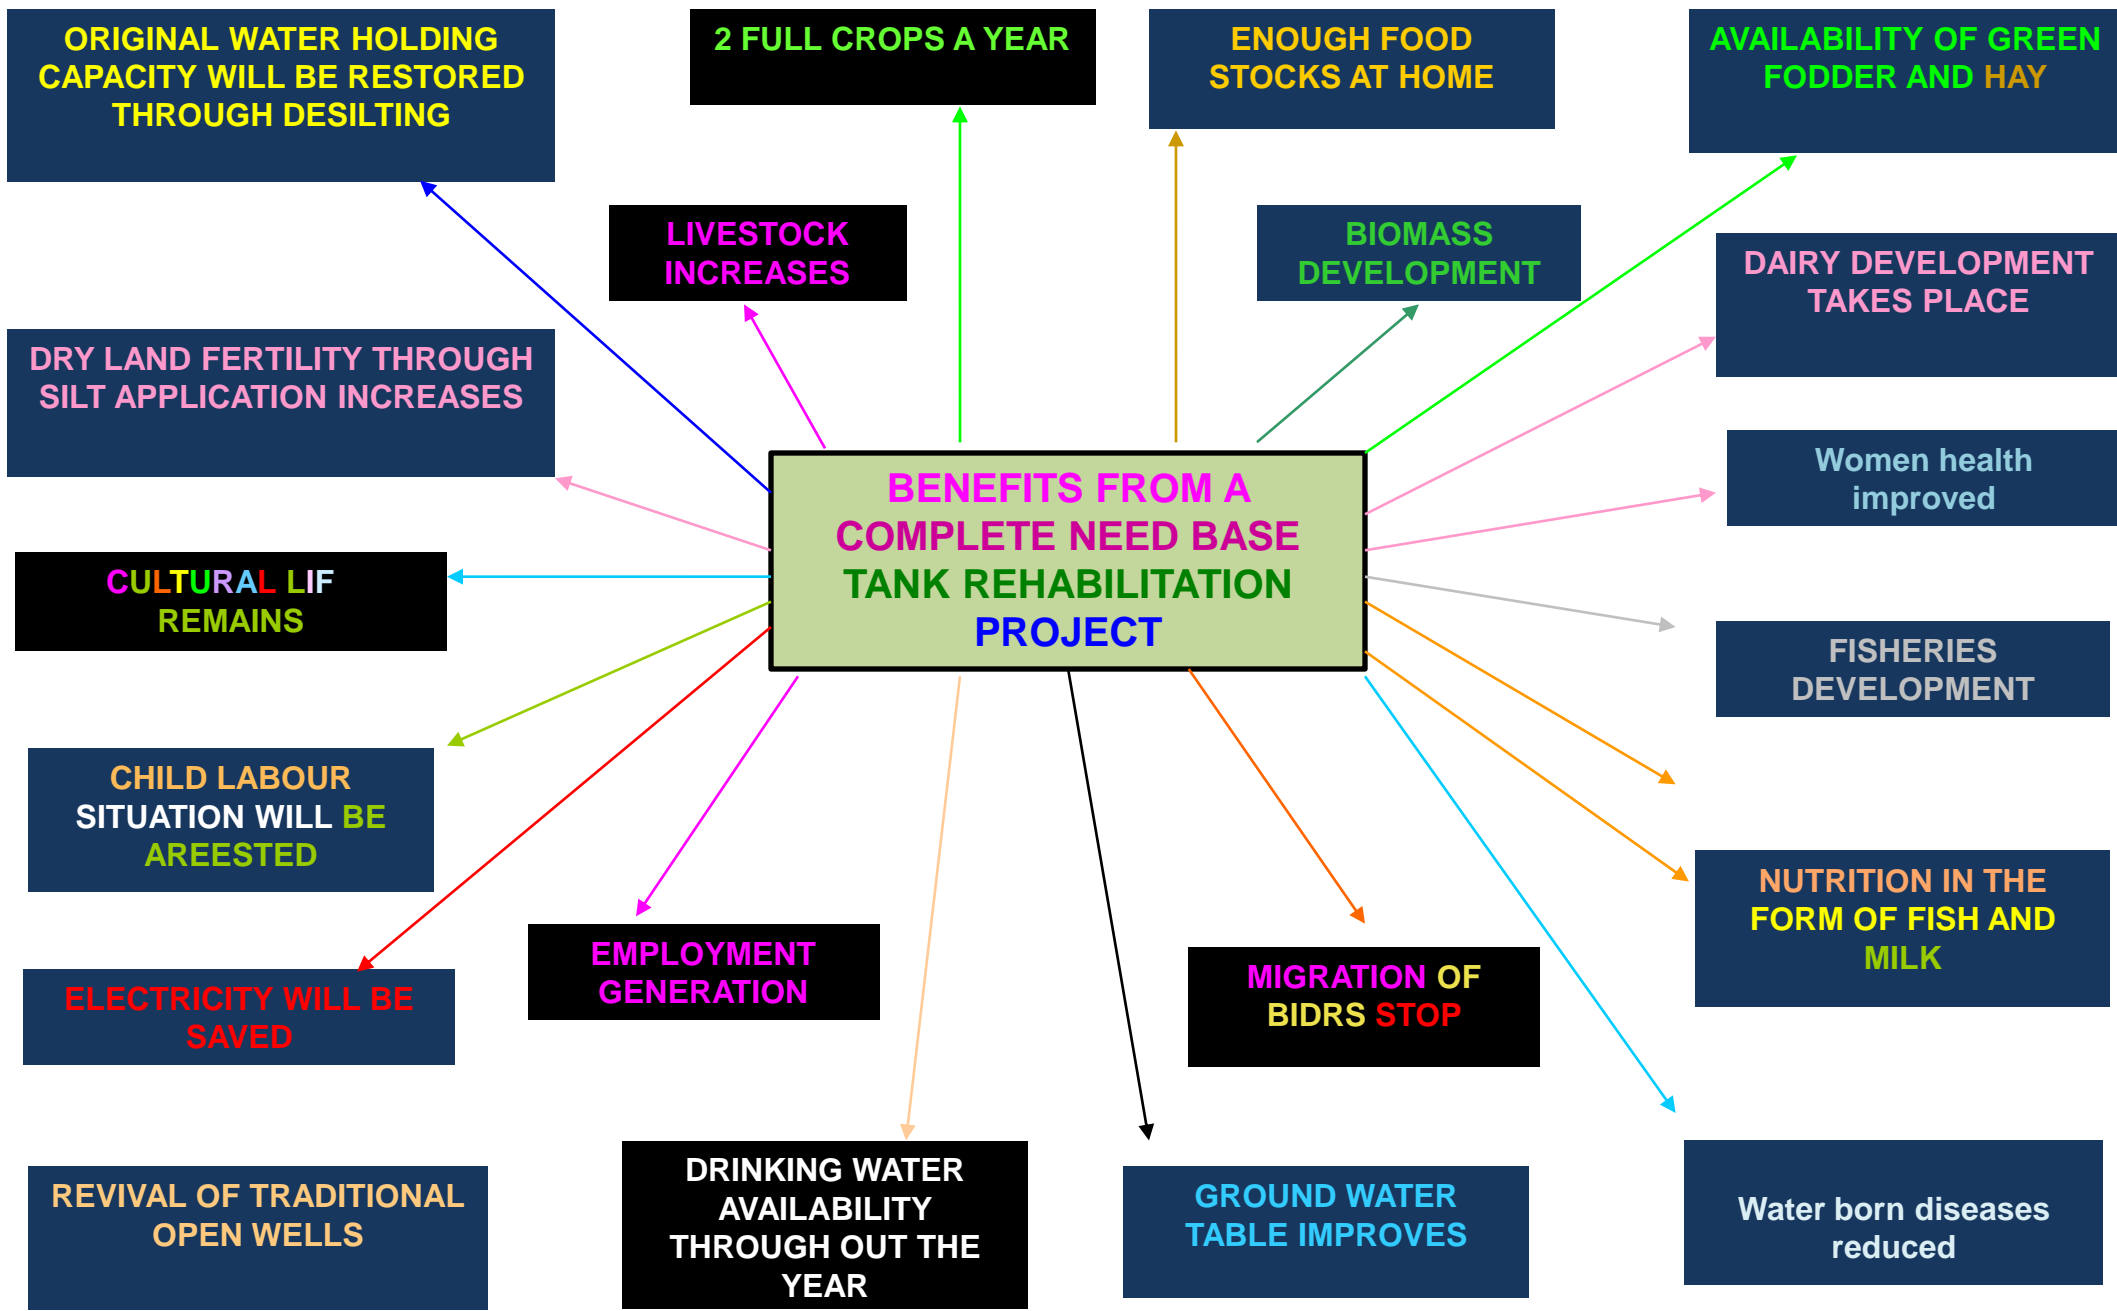 ORIGINAL WATER HOLDING
CAPACITY WILL BE RESTORED
THROUGH DESILTING
2 FULL CROPS A YEAR
ENOUGH FOOD
STOCKS AT HOME
AVAILABILITY OF GREEN
FODDER AND HAY
LIVESTOCK
INCREASES
BIOMASS
DEVELOPMENT
DAIRY DEVELOPMENT
TAKES PLACE
DRY LAND FERTILITY THROUGH
SILT APPLICATION INCREASES
Women health
improved
BENEFITS FROM A
COMPLETE NEED BASE
TANK REHABILITATION
PROJECT
CULTURAL LIF
REMAINS
FISHERIES
DEVELOPMENT
CHILD LABOUR
SITUATION WILL BE
AREESTED
NUTRITION IN THE
FORM OF FISH AND
MILK
EMPLOYMENT
GENERATION
MIGRATION OF
BIDRS STOP
ELECTRICITY WILL BE
SAVED
REVIVAL OF TRADITIONAL
OPEN WELLS
DRINKING WATER
AVAILABILITY
THROUGH OUT THE
YEAR
GROUND WATER
TABLE IMPROVES
Water born diseases
reduced